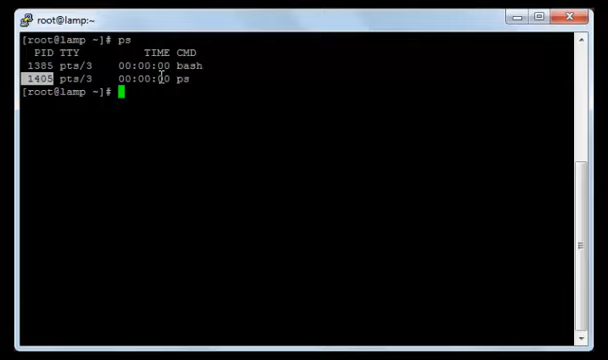 root@lamp:~
[root@lamp ~]# ps
PID TTY TIME CMD
1385 pts/3 00:00:00 bash
1405 pts/3 00:00:00 ps
[root@lamp ~]#